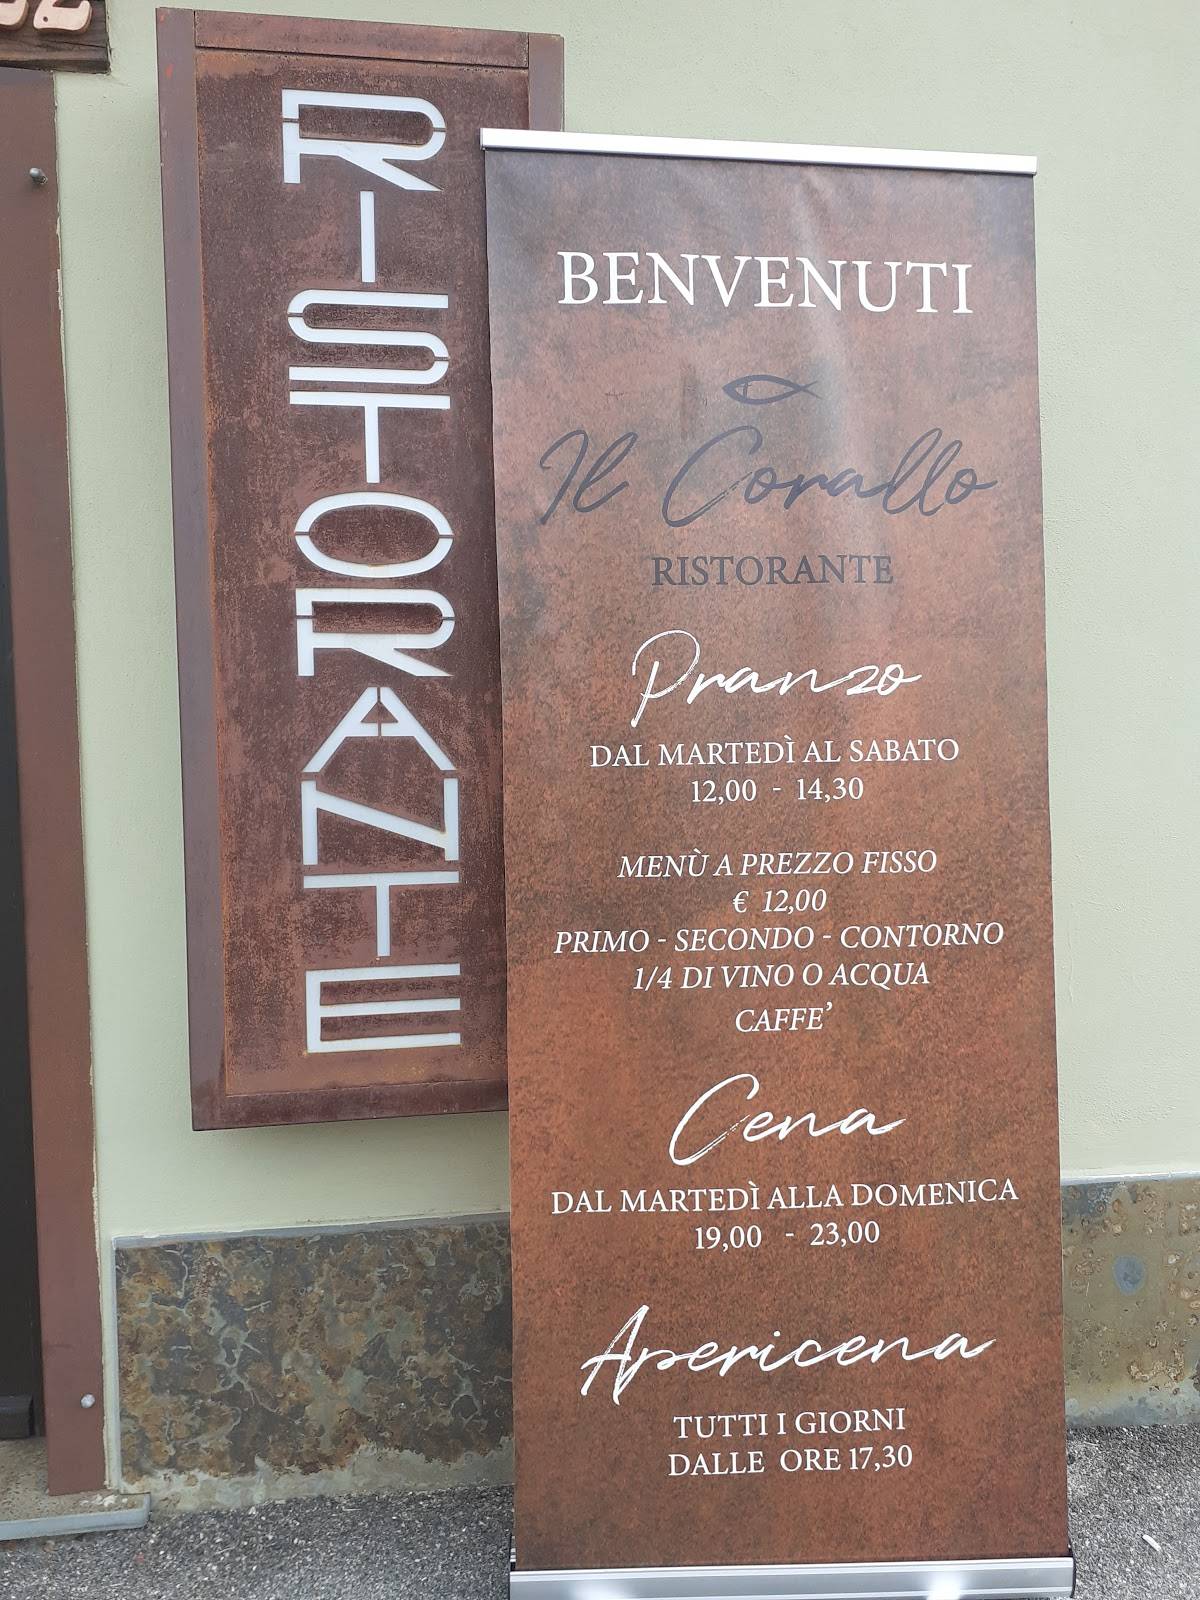 RISTORANTE
BENVENUTI
Il Corallo
RISTORANTE
Pranzo
DAL MARTEDÌ AL SABATO
12,00 - 14,30
MENÙ A PREZZO FISSO
€ 12,00
PRIMO - SECONDO - CONTORNO
1/4 DI VINO O ACQUA
CAFFE'
Cena
DAL MARTEDÌ ALLA DOMENICA
19,00 - 23,00
Apericena
TUTTI I GIORNI
DALLE ORE 17,30